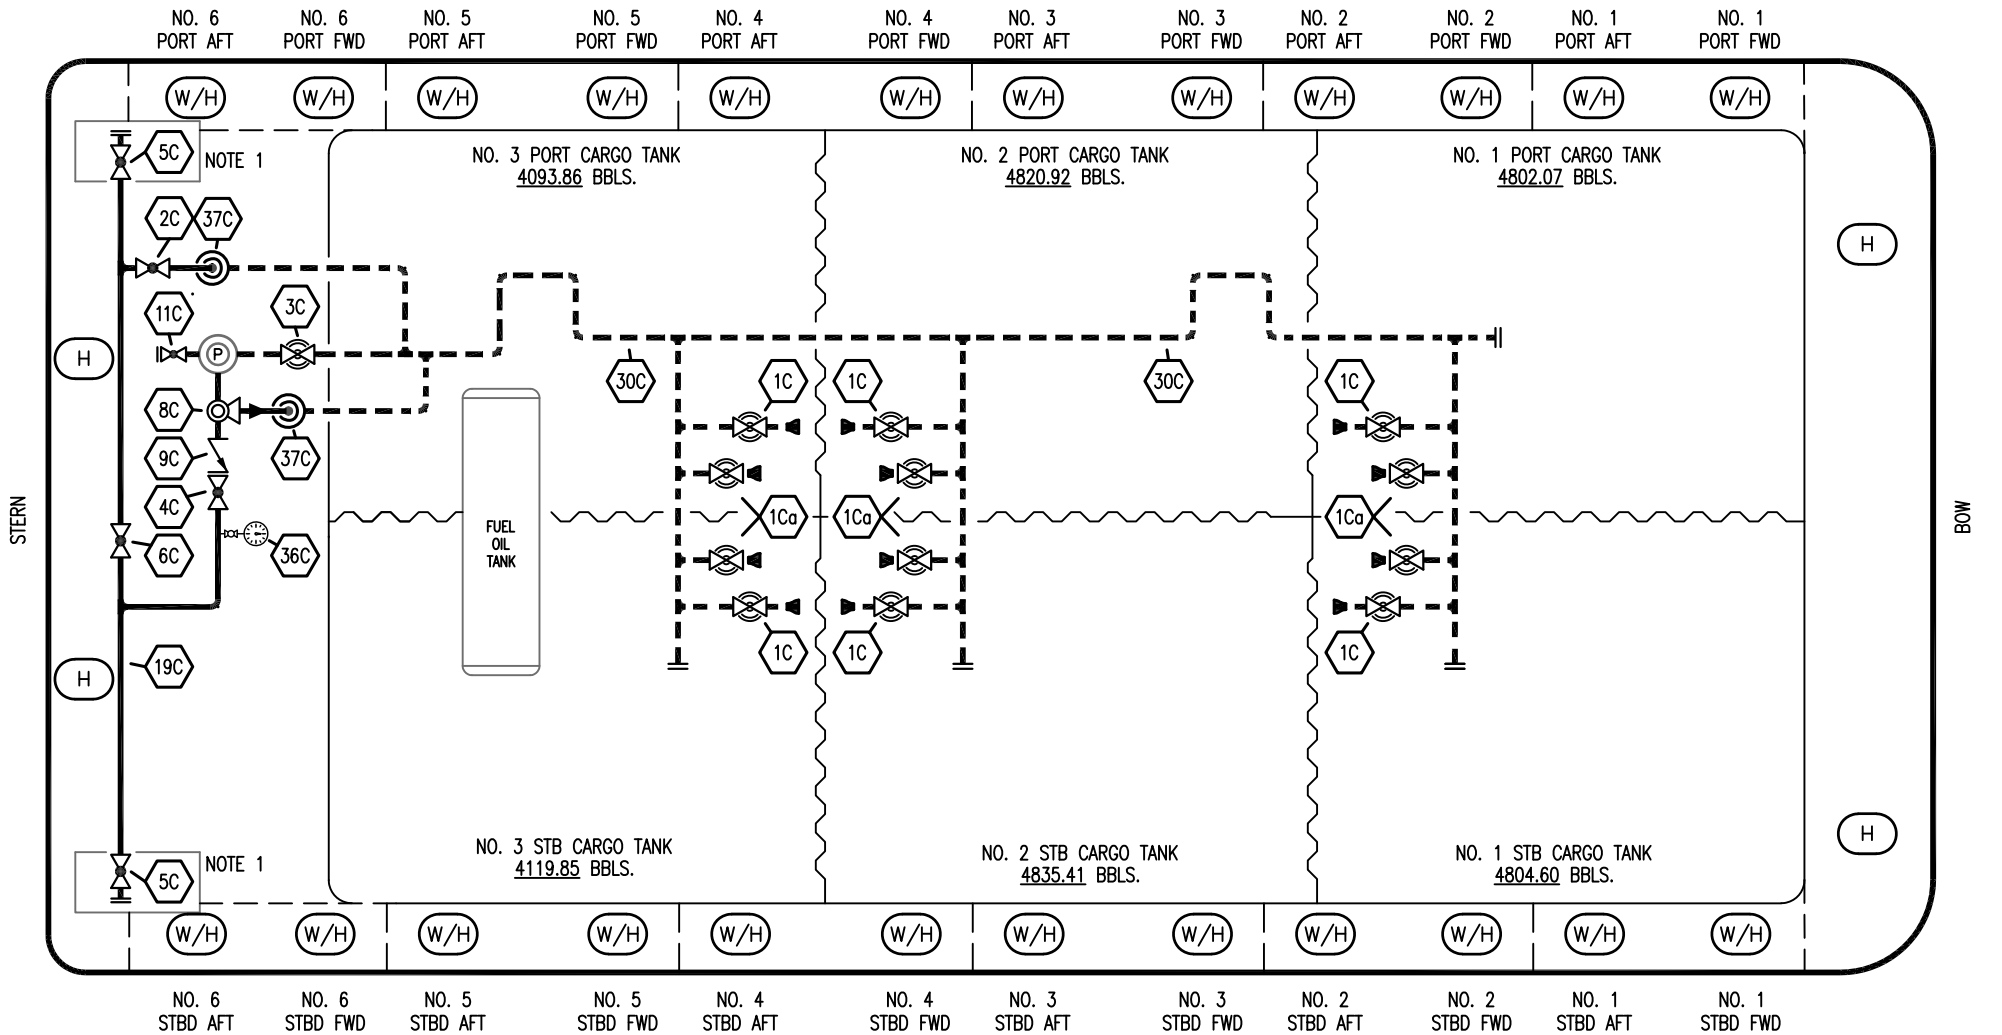 NO. 6 NO. 6 NO. 5 NO. 5 NO. 4 NO. 4 NO. 3 NO. 3 NO. 2 NO. 2 NO. 1 NO. 1
PORT AFT PORT FWD PORT AFT PORT FWD PORT AFT PORT FWD PORT AFT PORT FWD PORT AFT PORT FWD PORT AFT PORT FWD
W/H W/H W/H W/H W/H W/H W/H W/H W/H W/H W/H W/H
5C NOTE 1
NO. 3 PORT CARGO TANK
4093.86 BBLS.
NO. 2 PORT CARGO TANK
4820.92 BBLS.
NO. 1 PORT CARGO TANK
4802.07 BBLS.
2C 37C
H
11C 3C
H P
30C 1C 1C 30C 1C
8C
9C 37C
4C
STERN
FUEL
OIL
TANK
1Ca 1Ca 1Ca
BOW
6C 36C
19C
H
1C 1C 1C
H
NO. 3 STB CARGO TANK
4119.85 BBLS.
NO. 2 STB CARGO TANK
4835.41 BBLS.
NO. 1 STB CARGO TANK
4804.60 BBLS.
5C NOTE 1
W/H W/H W/H W/H W/H W/H W/H W/H W/H W/H W/H W/H
NO. 6 NO. 6 NO. 5 NO. 5 NO. 4 NO. 4 NO. 3 NO. 3 NO. 2 NO. 2 NO. 1 NO. 1
STBD AFT STBD FWD STBD AFT STBD FWD STBD AFT STBD FWD STBD AFT STBD FWD STBD AFT STBD FWD STBD AFT STBD FWD